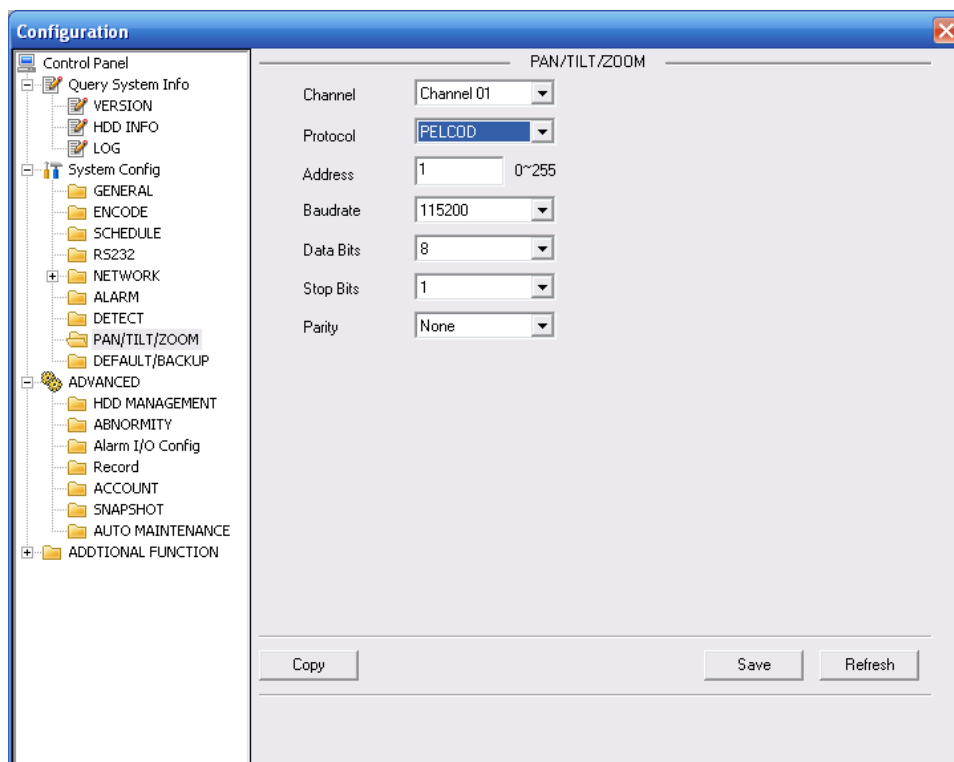 Configuration
Control Panel
Query System Info
VERSION
HDD INFO
LOG
System Config
GENERAL
ENCODE
SCHEDULE
RS232
NETWORK
ALARM
DETECT
PAN/TILT/ZOOM
DEFAULT/BACKUP
ADVANCED
HDD MANAGEMENT
ABNORMITY
Alarm I/O Config
Record
ACCOUNT
SNAPSHOT
AUTO MAINTENANCE
ADDTIONAL FUNCTION
PAN/TILT/ZOOM
Channel Channel 01
Protocol PELCOD
Address 1 0~255
Baudrate 115200
Data Bits 8
Stop Bits 1
Parity None
Copy Save Refresh